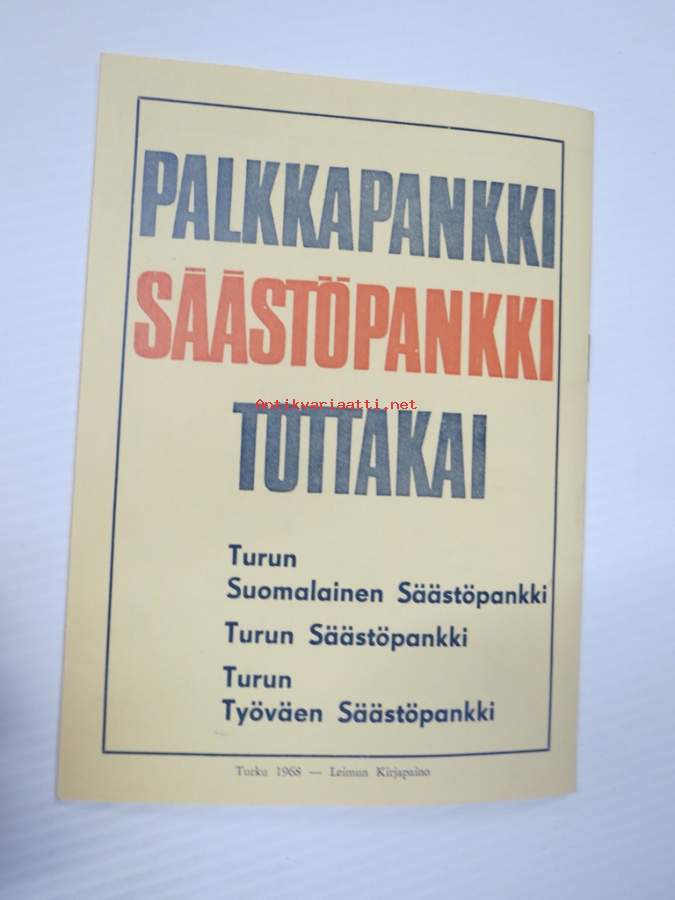 PALKKAPANKKI
SÄÄSTÖPANKKI
Antikvariaatti.net
TOTTAKAI
Turun
Suomalainen Säästöpankki
Turun Säästöpankki
Turun
Työväen Säästöpankki
Turku 1968 — Leimun Kirjapaino